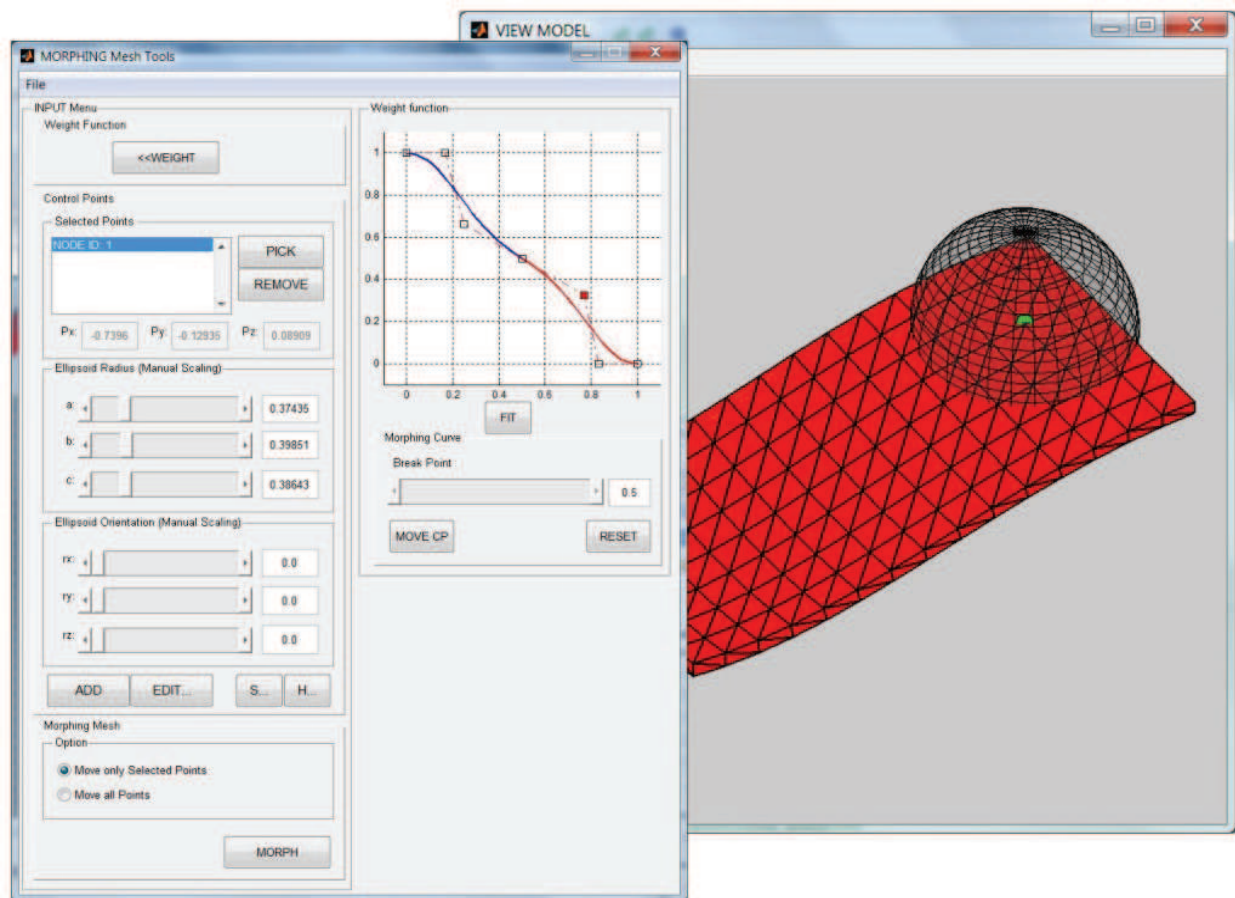 VIEW MODEL
MORPHING Mesh Tools
File
INPUT Menu
Weight Function
<<WEIGHT
Control Points
Selected Points
NODE ID: 1
PICK
REMOVE
Px: -0.7396 Py: -0.12935 Pz: 0.08909
Ellipsoid Radius (Manual Scaling)
a: 0.37435
b: 0.39851
c: 0.38643
Ellipsoid Orientation (Manual Scaling)
rx: 0.0
ry: 0.0
rz: 0.0
ADD EDIT... S... H...
Morphing Mesh
Option
Move only Selected Points
Move all Points
MORPH
Weight function
1
0.8
0.6
0.4
0.2
0
0 0.2 0.4 0.6 0.8 1
FIT
Morphing Curve
Break Point
0.5
MOVE CP RESET